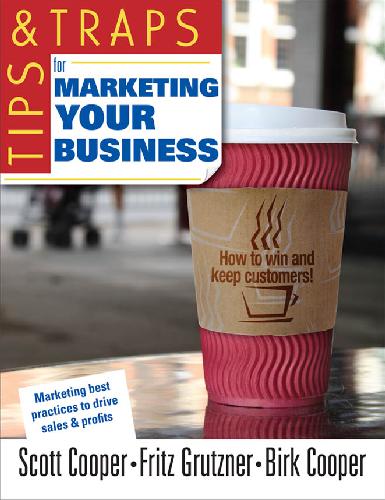 TIPS & TRAPS
for
MARKETING
YOUR
BUSINESS
How to win and
keep customers!
Marketing best
practices to drive
sales & profits
Scott Cooper•Fritz Grutzner•Birk Cooper